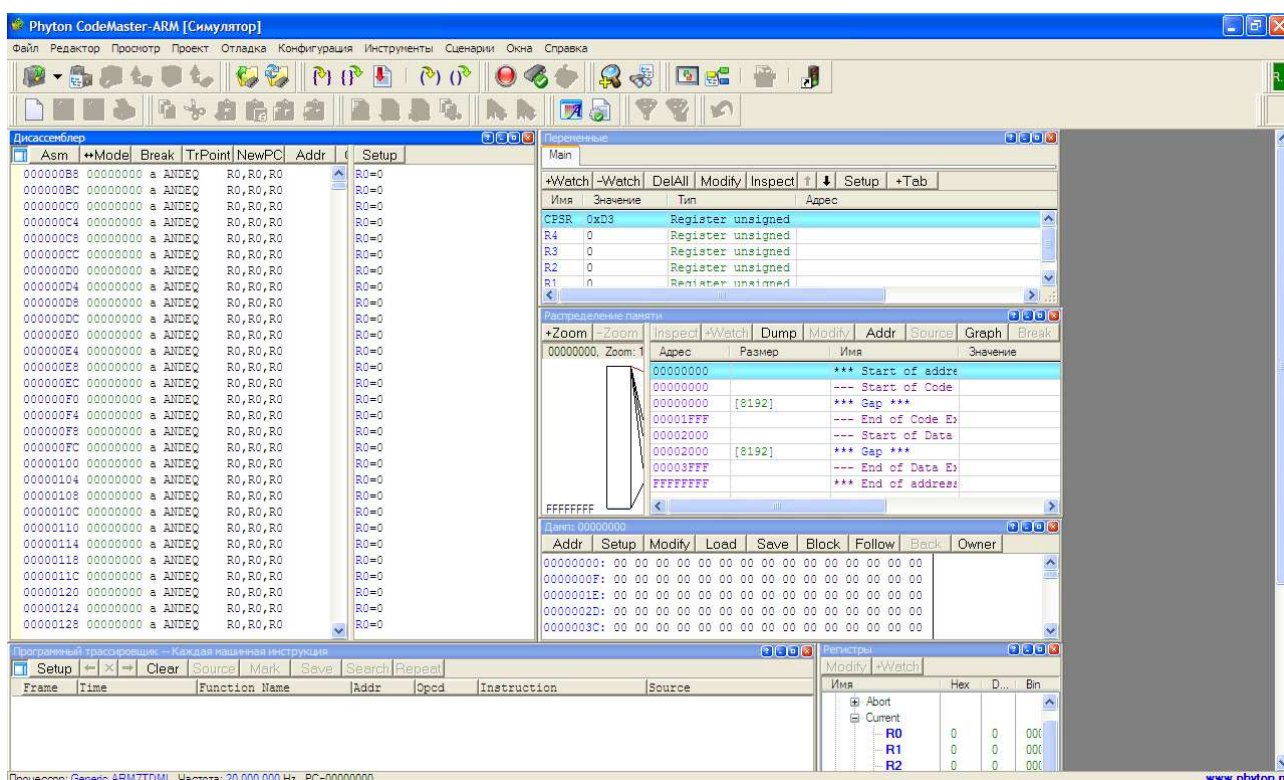 Phyton CodeMaster-ARM [Симулятор]
Файл Редактор Просмотр Проект Отладка Конфигурация Инструменты Сценарии Окна Справка
R.
Дисассемблер
Asm ↔Mode Break TrPoint NewPC Addr Setup
000000B8 00000000 a ANDEQ R0,R0,R0 R0=0
000000BC 00000000 a ANDEQ R0,R0,R0 R0=0
000000C0 00000000 a ANDEQ R0,R0,R0 R0=0
000000C4 00000000 a ANDEQ R0,R0,R0 R0=0
000000C8 00000000 a ANDEQ R0,R0,R0 R0=0
000000CC 00000000 a ANDEQ R0,R0,R0 R0=0
000000D0 00000000 a ANDEQ R0,R0,R0 R0=0
000000D4 00000000 a ANDEQ R0,R0,R0 R0=0
000000D8 00000000 a ANDEQ R0,R0,R0 R0=0
000000DC 00000000 a ANDEQ R0,R0,R0 R0=0
000000E0 00000000 a ANDEQ R0,R0,R0 R0=0
000000E4 00000000 a ANDEQ R0,R0,R0 R0=0
000000E8 00000000 a ANDEQ R0,R0,R0 R0=0
000000EC 00000000 a ANDEQ R0,R0,R0 R0=0
000000F0 00000000 a ANDEQ R0,R0,R0 R0=0
000000F4 00000000 a ANDEQ R0,R0,R0 R0=0
000000F8 00000000 a ANDEQ R0,R0,R0 R0=0
000000FC 00000000 a ANDEQ R0,R0,R0 R0=0
00000100 00000000 a ANDEQ R0,R0,R0 R0=0
00000104 00000000 a ANDEQ R0,R0,R0 R0=0
00000108 00000000 a ANDEQ R0,R0,R0 R0=0
0000010C 00000000 a ANDEQ R0,R0,R0 R0=0
00000110 00000000 a ANDEQ R0,R0,R0 R0=0
00000114 00000000 a ANDEQ R0,R0,R0 R0=0
00000118 00000000 a ANDEQ R0,R0,R0 R0=0
0000011C 00000000 a ANDEQ R0,R0,R0 R0=0
00000120 00000000 a ANDEQ R0,R0,R0 R0=0
00000124 00000000 a ANDEQ R0,R0,R0 R0=0
00000128 00000000 a ANDEQ R0,R0,R0 R0=0
Переменные
Main
+Watch -Watch DelAll Modify Inspect ↑ ↓ Setup +Tab
Имя Значение Тип Адрес
CPSR 0xD3 Register unsigned
R4 0 Register unsigned
R3 0 Register unsigned
R2 0 Register unsigned
R1 0 Register unsigned
Распределение памяти
+Zoom -Zoom Inspect +Watch Dump Modify Addr Source Graph Break
00000000, Zoom: 1 Адрес Размер Имя Значение
00000000 *** Start of addre
00000000 --- Start of Code
00000000 [8192] *** Gap ***
00001FFF --- End of Code Ex
00002000 --- Start of Data
00002000 [8192] *** Gap ***
00003FFF --- End of Data Ex
FFFFFFFF *** End of address
FFFFFFFF
Дамп: 00000000
Addr Setup Modify Load Save Block Follow Back Owner
00000000: 00 00 00 00 00 00 00 00 00 00 00 00 00 00 00
0000000F: 00 00 00 00 00 00 00 00 00 00 00 00 00 00 00
0000001E: 00 00 00 00 00 00 00 00 00 00 00 00 00 00 00
0000002D: 00 00 00 00 00 00 00 00 00 00 00 00 00 00 00
0000003C: 00 00 00 00 00 00 00 00 00 00 00 00 00 00 00
Программный трассировщик -- Каждая машинная инструкция
Setup ← × → Clear Source Mark Save Search Repeat
Frame Time Function Name Addr Opcd Instruction Source
Регистры
Modify +Watch
Имя Hex D... Bin
Abort
Current
R0 0 0 000
R1 0 0 000
R2 0 0 000
Процессор: Generic ARM7TDMI Частота: 20 000 000 Hz PC=00000000
www.phyton.r